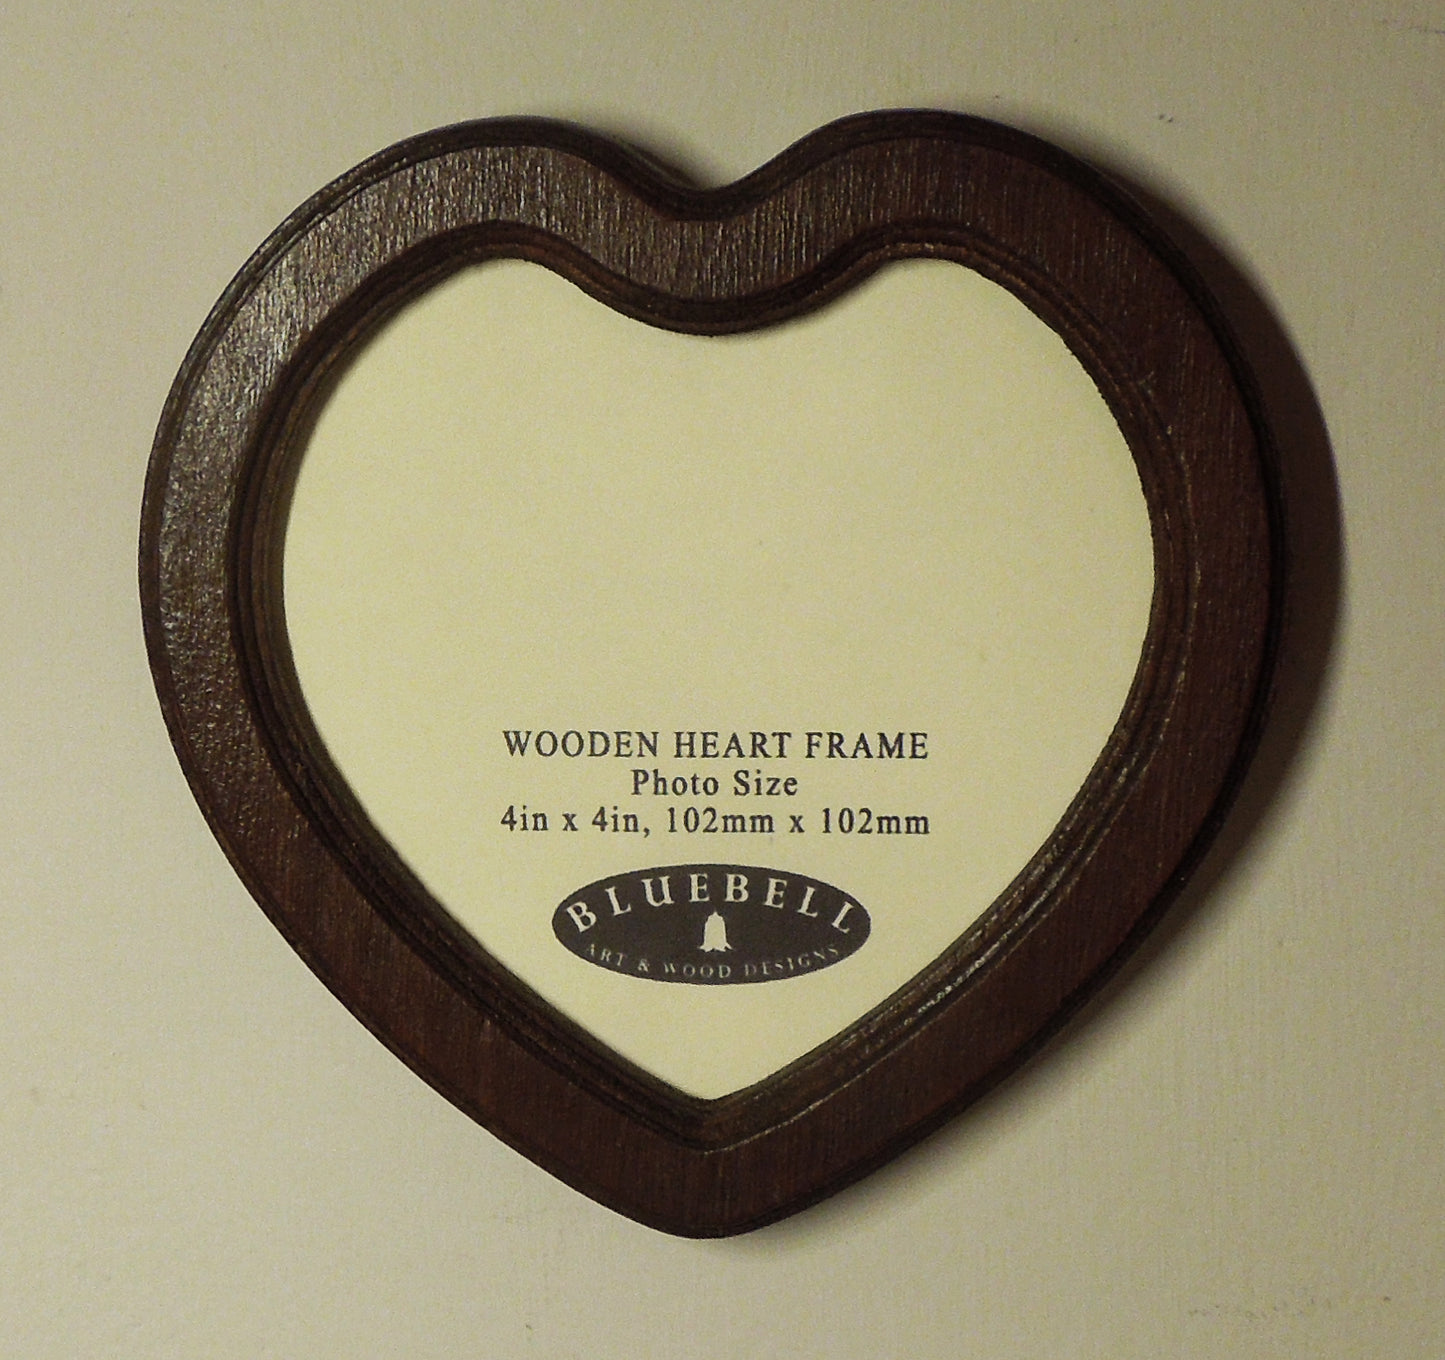 WOODEN HEART FRAME
Photo Size
4in x 4in, 102mm x 102mm
BLUEBELL
ART & WOOD DESIGNS